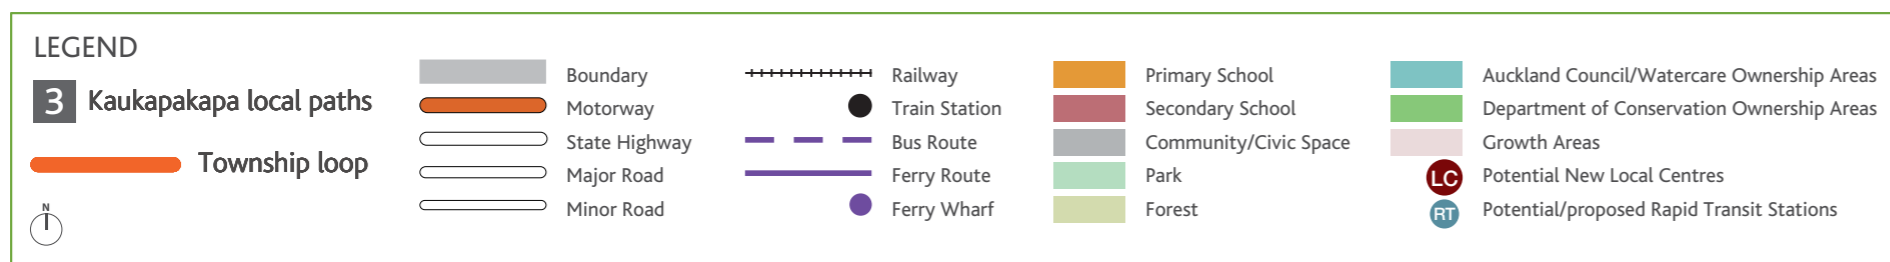 LEGEND
3 Kaukapakapa local paths
Township loop
N
Boundary
Motorway
State Highway
Major Road
Minor Road
Railway
Train Station
Bus Route
Ferry Route
Ferry Wharf
Primary School
Secondary School
Community/Civic Space
Park
Forest
Auckland Council/Watercare Ownership Areas
Department of Conservation Ownership Areas
Growth Areas
LC Potential New Local Centres
RT Potential/proposed Rapid Transit Stations